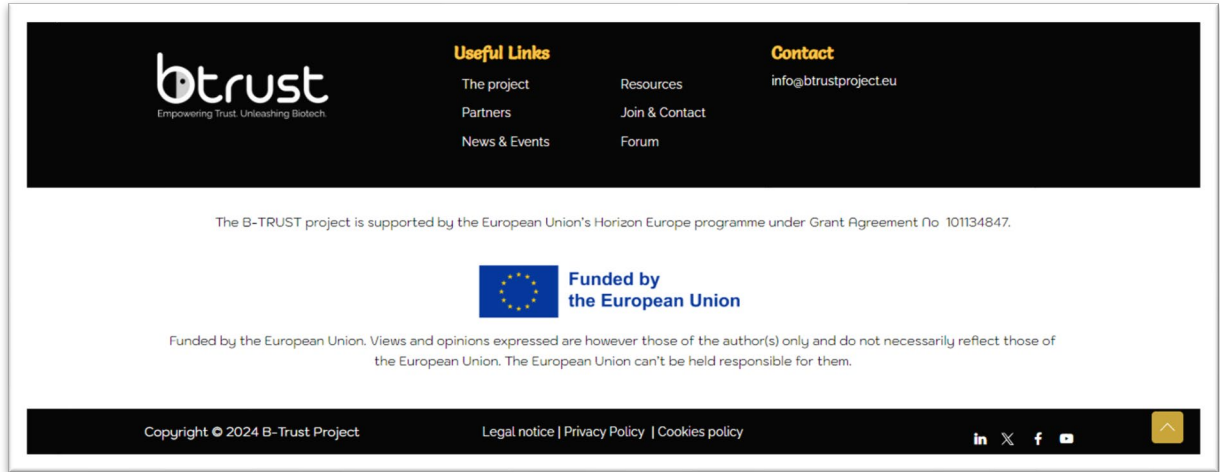 btrust
Empowering Trust. Unleashing Biotech.
Useful Links
The project
Partners
News & Events
Resources
Join & Contact
Forum
Contact
info@btrustproject.eu
The B-TRUST project is supported by the European Union's Horizon Europe programme under Grant Agreement No 101134847.
Funded by
the European Union
Funded by the European Union. Views and opinions expressed are however those of the author(s) only and do not necessarily reflect those of
the European Union. The European Union can't be held responsible for them.
Copyright © 2024 B-Trust Project
Legal notice | Privacy Policy | Cookies policy